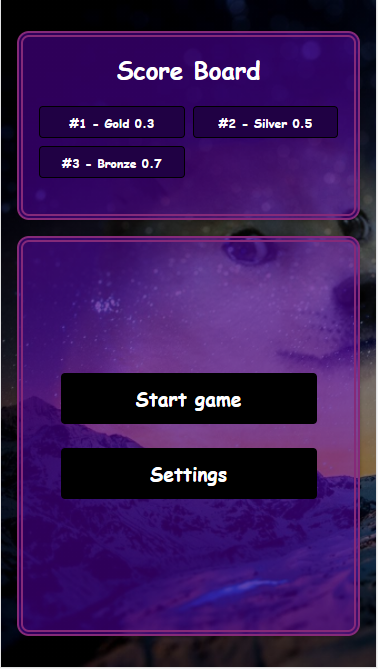 Score Board
#1 - Gold 0.3
#2 - Silver 0.5
#3 - Bronze 0.7
Start game
Settings